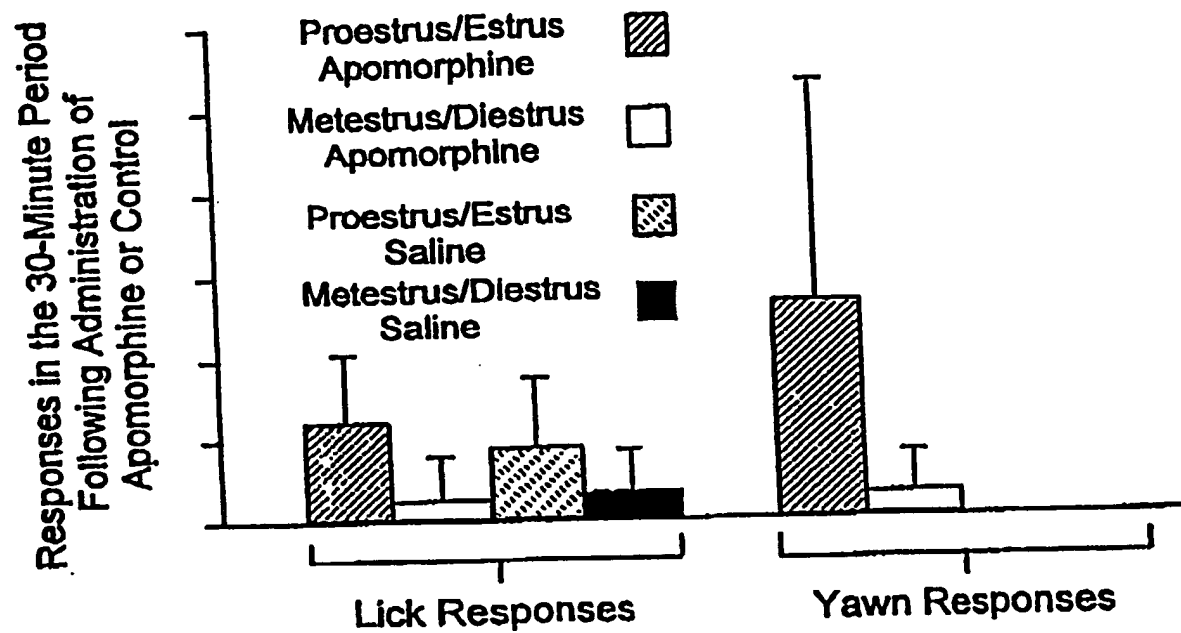 Responses in the 30-Minute Period
Following Administration of
Apomorphine or Control
Proestrus/Estrus
Apomorphine
Metestrus/Diestrus
Apomorphine
Proestrus/Estrus
Saline
Metestrus/Diestrus
Saline
Lick Responses
Yawn Responses